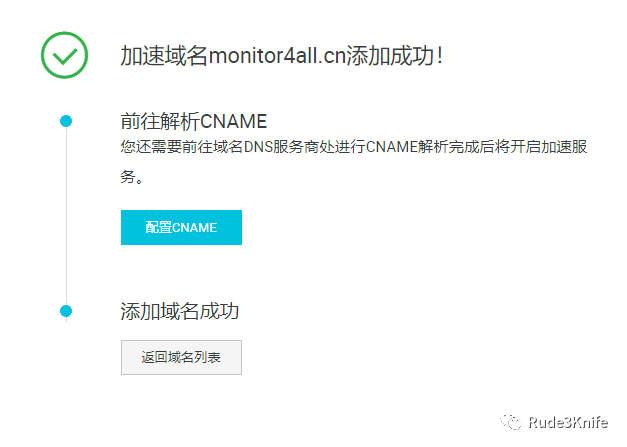 加速域名monitor4all.cn添加成功！
前往解析CNAME
您还需要前往域名DNS服务商处进行CNAME解析完成后将开启加速服
务。
配置CNAME
添加域名成功
返回域名列表
Rude3Knife